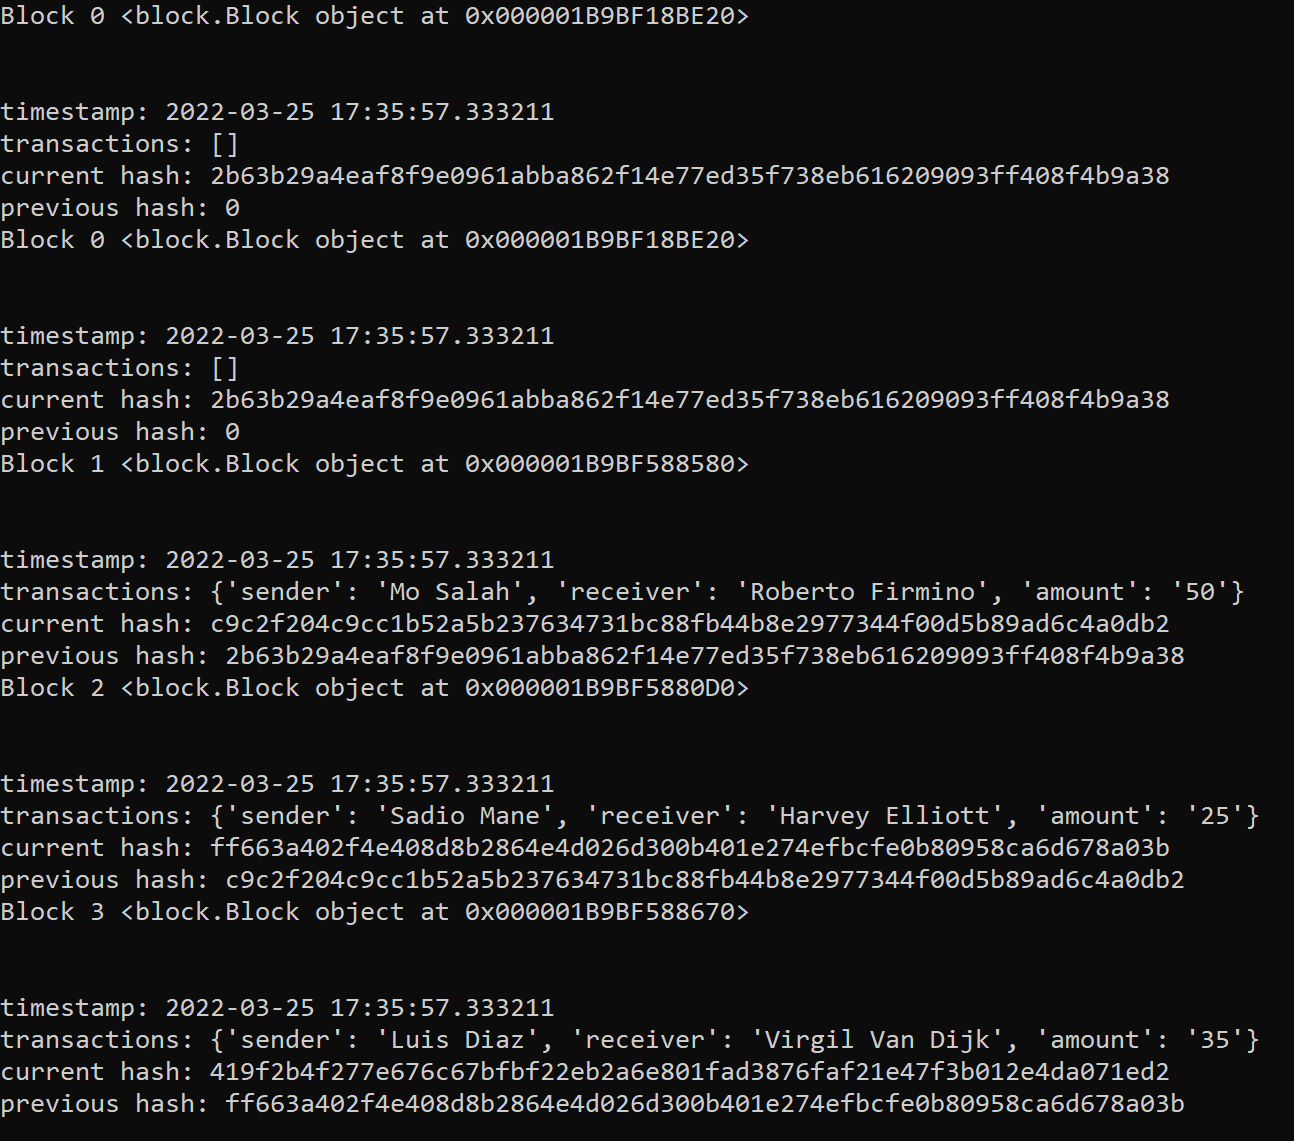 Block 0 <block.Block object at 0x000001B9BF18BE20>
timestamp: 2022-03-25 17:35:57.333211
transactions: []
current hash: 2b63b29a4eaf8f9e0961abba862f14e77ed35f738eb616209093ff408f4b9a38
previous hash: 0
Block 0 <block.Block object at 0x000001B9BF18BE20>
timestamp: 2022-03-25 17:35:57.333211
transactions: []
current hash: 2b63b29a4eaf8f9e0961abba862f14e77ed35f738eb616209093ff408f4b9a38
previous hash: 0
Block 1 <block.Block object at 0x000001B9BF588580>
timestamp: 2022-03-25 17:35:57.333211
transactions: {'sender': 'Mo Salah', 'receiver': 'Roberto Firmino', 'amount': '50'}
current hash: c9c2f204c9cc1b52a5b237634731bc88fb44b8e2977344f00d5b89ad6c4a0db2
previous hash: 2b63b29a4eaf8f9e0961abba862f14e77ed35f738eb616209093ff408f4b9a38
Block 2 <block.Block object at 0x000001B9BF5880D0>
timestamp: 2022-03-25 17:35:57.333211
transactions: {'sender': 'Sadio Mane', 'receiver': 'Harvey Elliott', 'amount': '25'}
current hash: ff663a402f4e408d8b2864e4d026d300b401e274efbcfe0b80958ca6d678a03b
previous hash: c9c2f204c9cc1b52a5b237634731bc88fb44b8e2977344f00d5b89ad6c4a0db2
Block 3 <block.Block object at 0x000001B9BF588670>
timestamp: 2022-03-25 17:35:57.333211
transactions: {'sender': 'Luis Diaz', 'receiver': 'Virgil Van Dijk', 'amount': '35'}
current hash: 419f2b4f277e676c67bfbf22eb2a6e801fad3876faf21e47f3b012e4da071ed2
previous hash: ff663a402f4e408d8b2864e4d026d300b401e274efbcfe0b80958ca6d678a03b